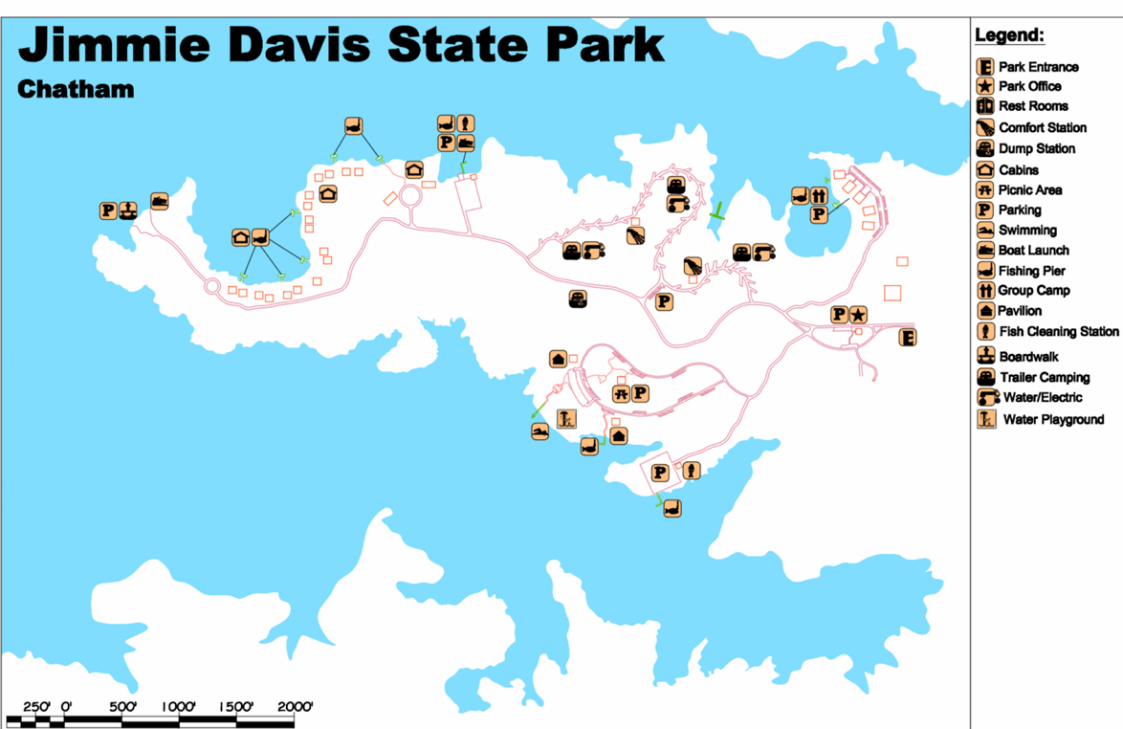 Jimmie Davis State Park
Chatham
Legend:
E Park Entrance
Park Office
Rest Rooms
Comfort Station
Dump Station
Cabins
Picnic Area
P Parking
Swimming
Boat Launch
Fishing Pier
Group Camp
Pavilion
Fish Cleaning Station
Boardwalk
Trailer Camping
Water/Electric
Water Playground
P
P
P
P
P
E
P
P
P
250' 0' 500' 1000' 1500' 2000'